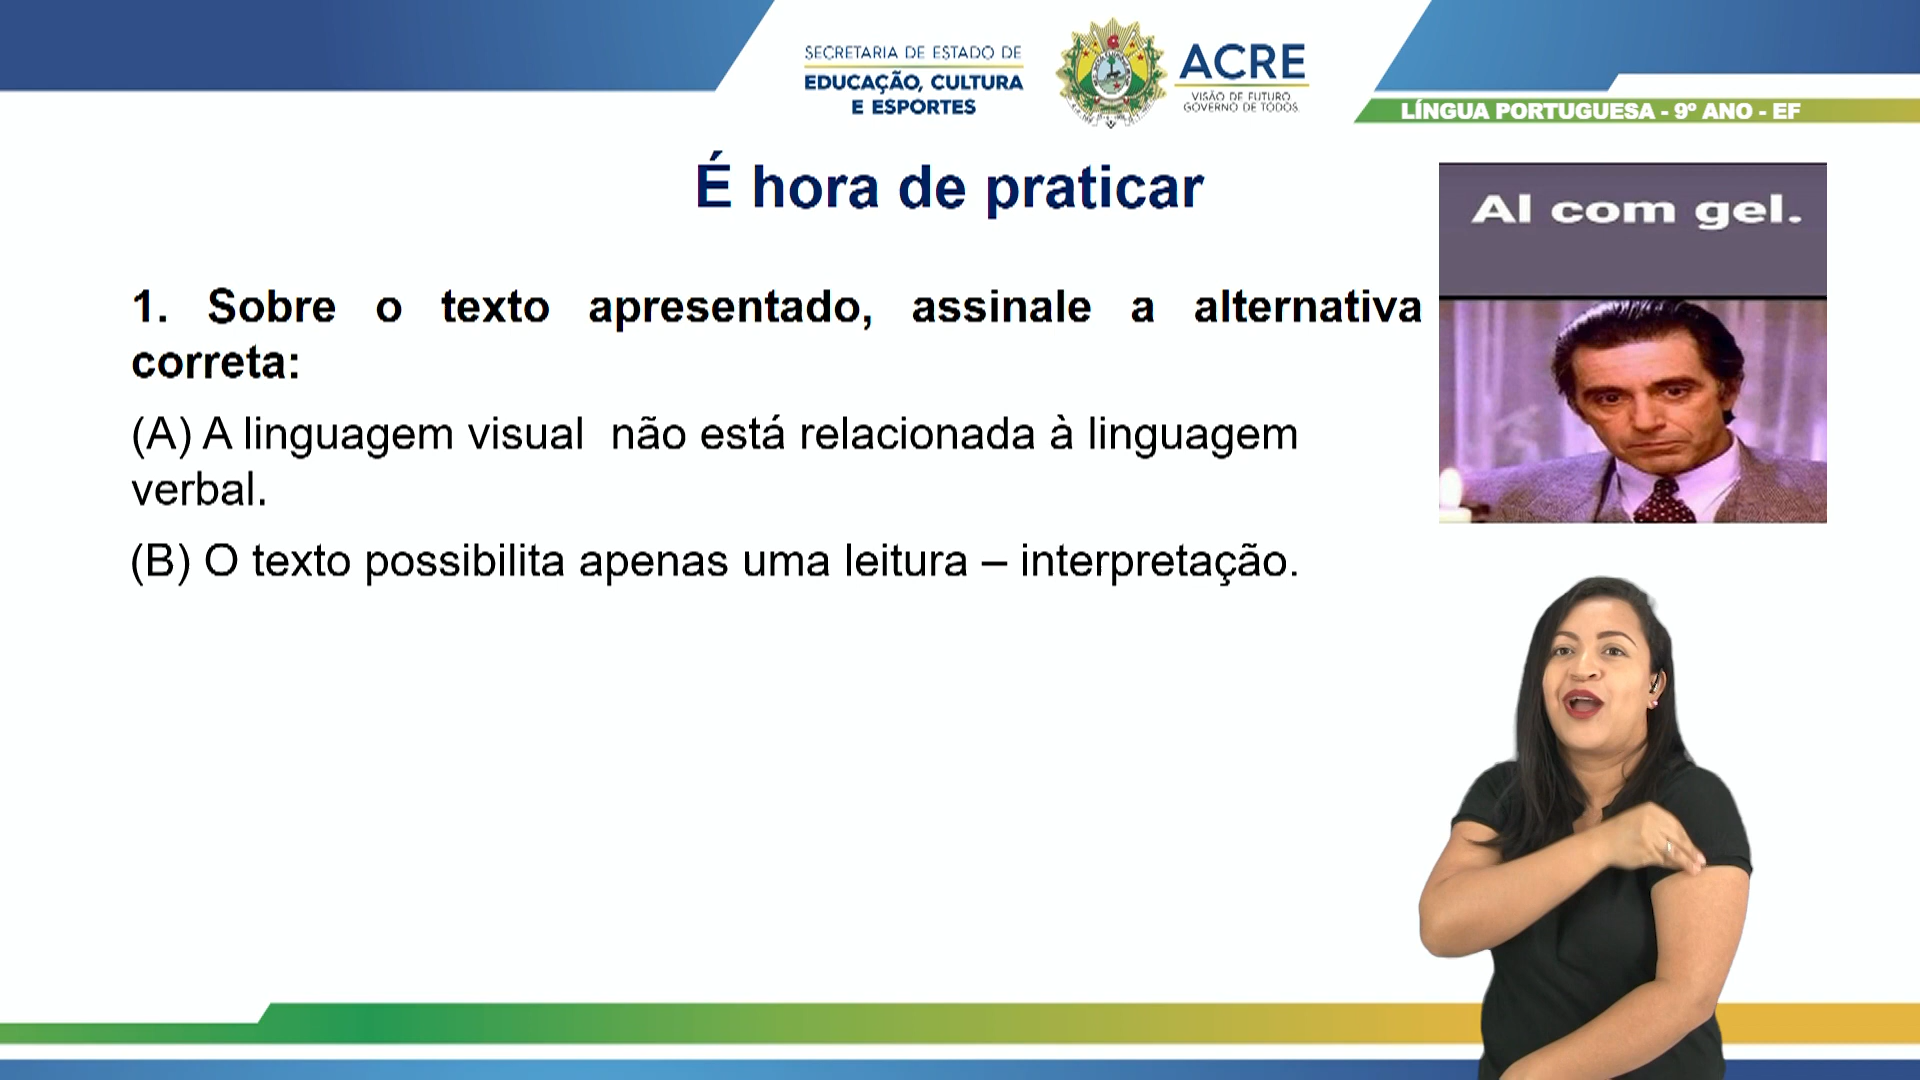 SECRETARIA DE ESTADO DE
EDUCAÇÃO, CULTURA
E ESPORTES
ACRE
VISÃO DE FUTURO
GOVERNO DE TODOS
LÍNGUA PORTUGUESA - 9º ANO - EF
É hora de praticar
Al com gel.
1. Sobre o texto apresentado, assinale a alternativa
correta:
(A) A linguagem visual não está relacionada à linguagem
verbal.
(B) O texto possibilita apenas uma leitura – interpretação.